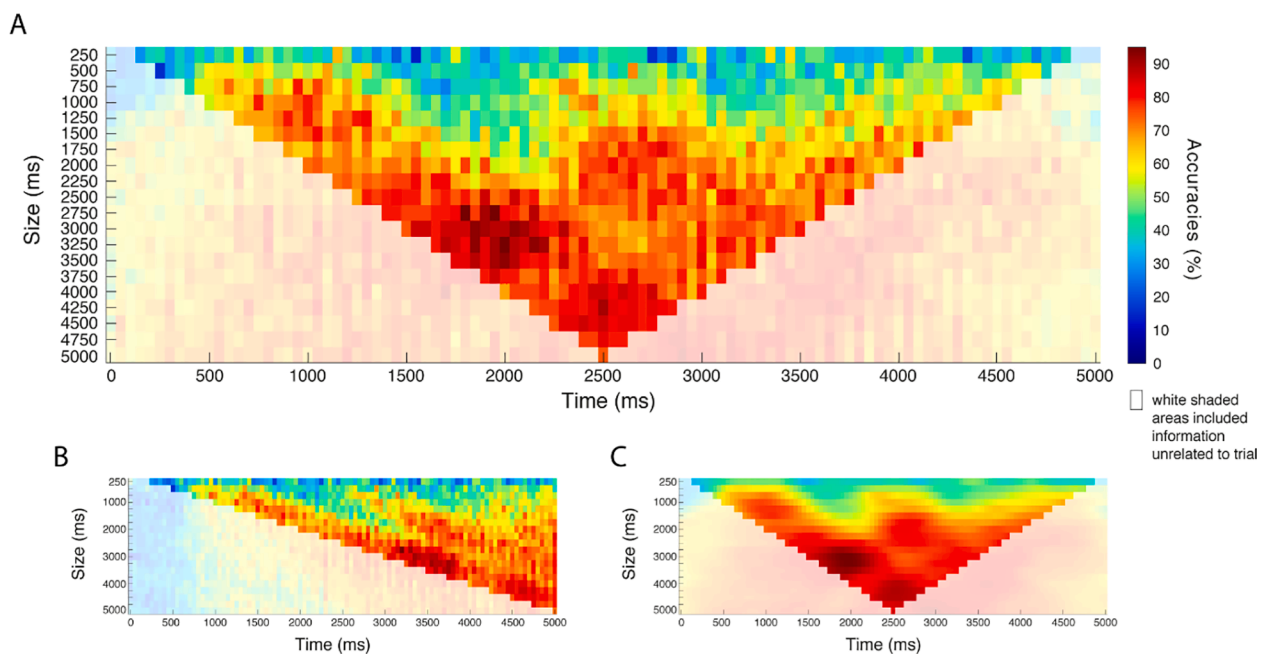 A
Size (ms)
250
500
750
1000
1250
1500
1750
2000
2250
2500
2750
3000
3250
3500
3750
4000
4250
4500
4750
5000
0 500 1000 1500 2000 2500 3000 3500 4000 4500 5000
Time (ms)
90
80
70
60
50
40
30
20
10
0
Accuracies (%)
white shaded
areas included
information
unrelated to trial
B
Size (ms)
250
1000
2000
3000
4000
5000
0 500 1000 1500 2000 2500 3000 3500 4000 4500 5000
Time (ms)
C
Size (ms)
250
1000
2000
3000
4000
5000
0 500 1000 1500 2000 2500 3000 3500 4000 4500 5000
Time (ms)